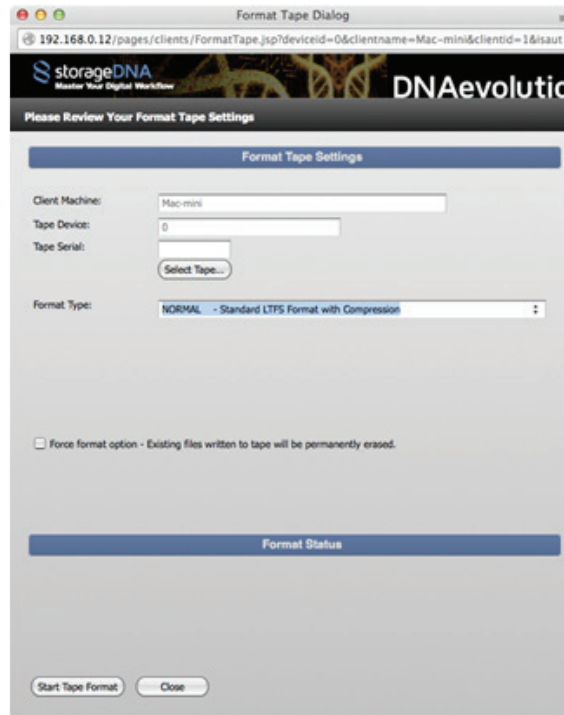 Format Tape Dialog
192.168.0.12/pages/clients/FormatTape.jsp?deviceid=0&clientname=Mac-mini&clientid=1&isaut
storageDNA
Master Your Digital Workflow
DNAevolutio
Please Review Your Format Tape Settings
Format Tape Settings
Client Machine: Mac-mini
Tape Device: 0
Tape Serial:
Select Tape...
Format Type: NORMAL - Standard LTFS Format with Compression
Force format option - Existing files written to tape will be permanently erased.
Format Status
Start Tape Format Close